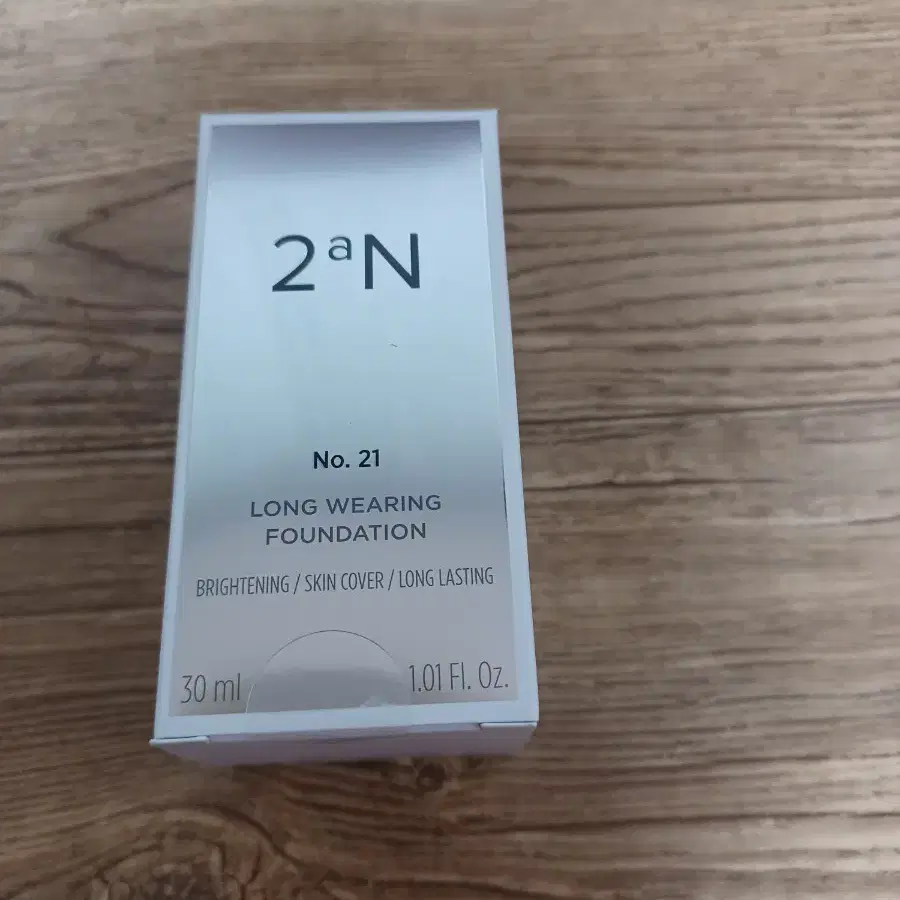 2aN
No. 21
LONG WEARING
FOUNDATION
BRIGHTENING / SKIN COVER / LONG LASTING
30 ml 1.01 Fl. Oz.